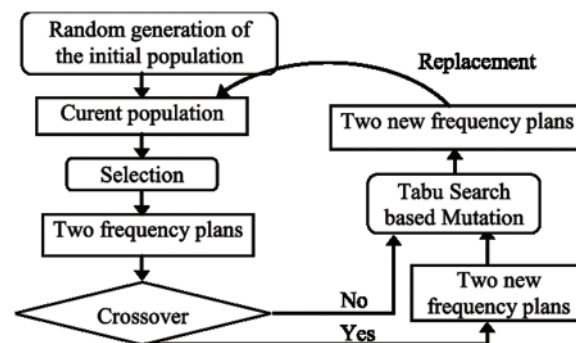 Random generation of
the initial population
Replacement
Curent population
Two new frequency plans
Selection
Tabu Search
based Mutation
Two frequency plans
Two new
frequency plans
No
Crossover
Yes